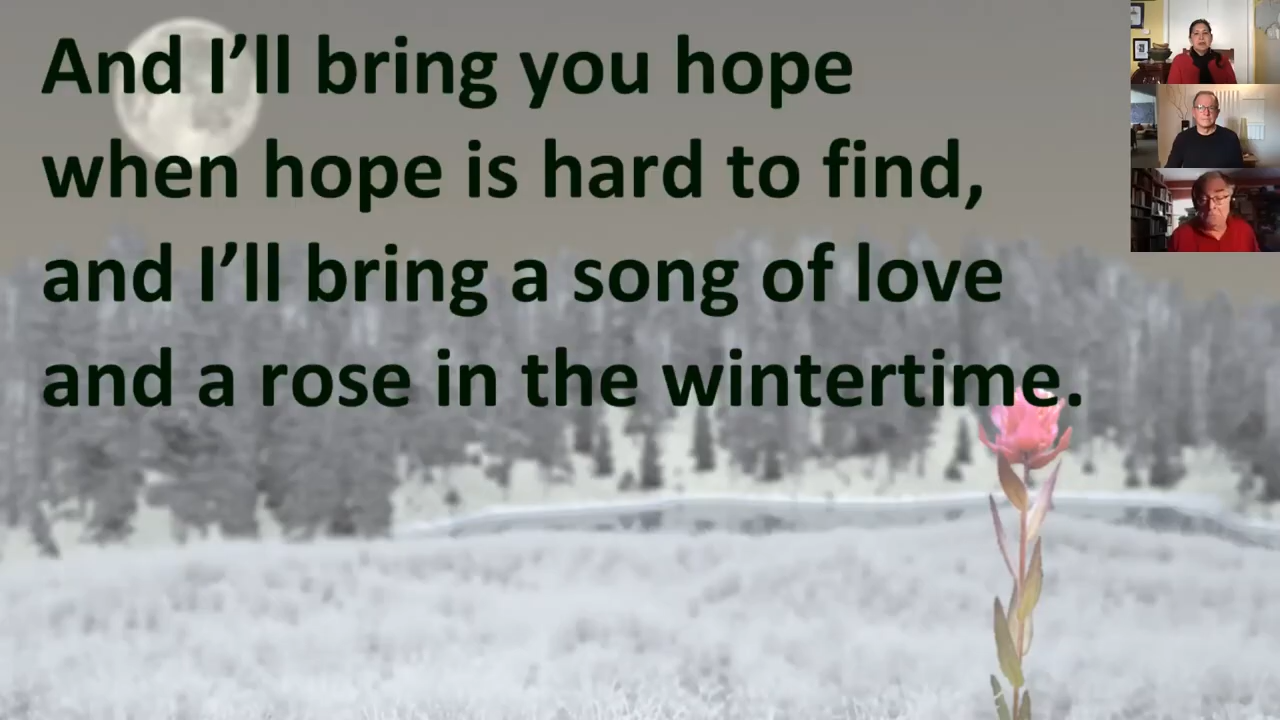 And I’ll bring you hope
when hope is hard to find,
and I’ll bring a song of love
and a rose in the wintertime.